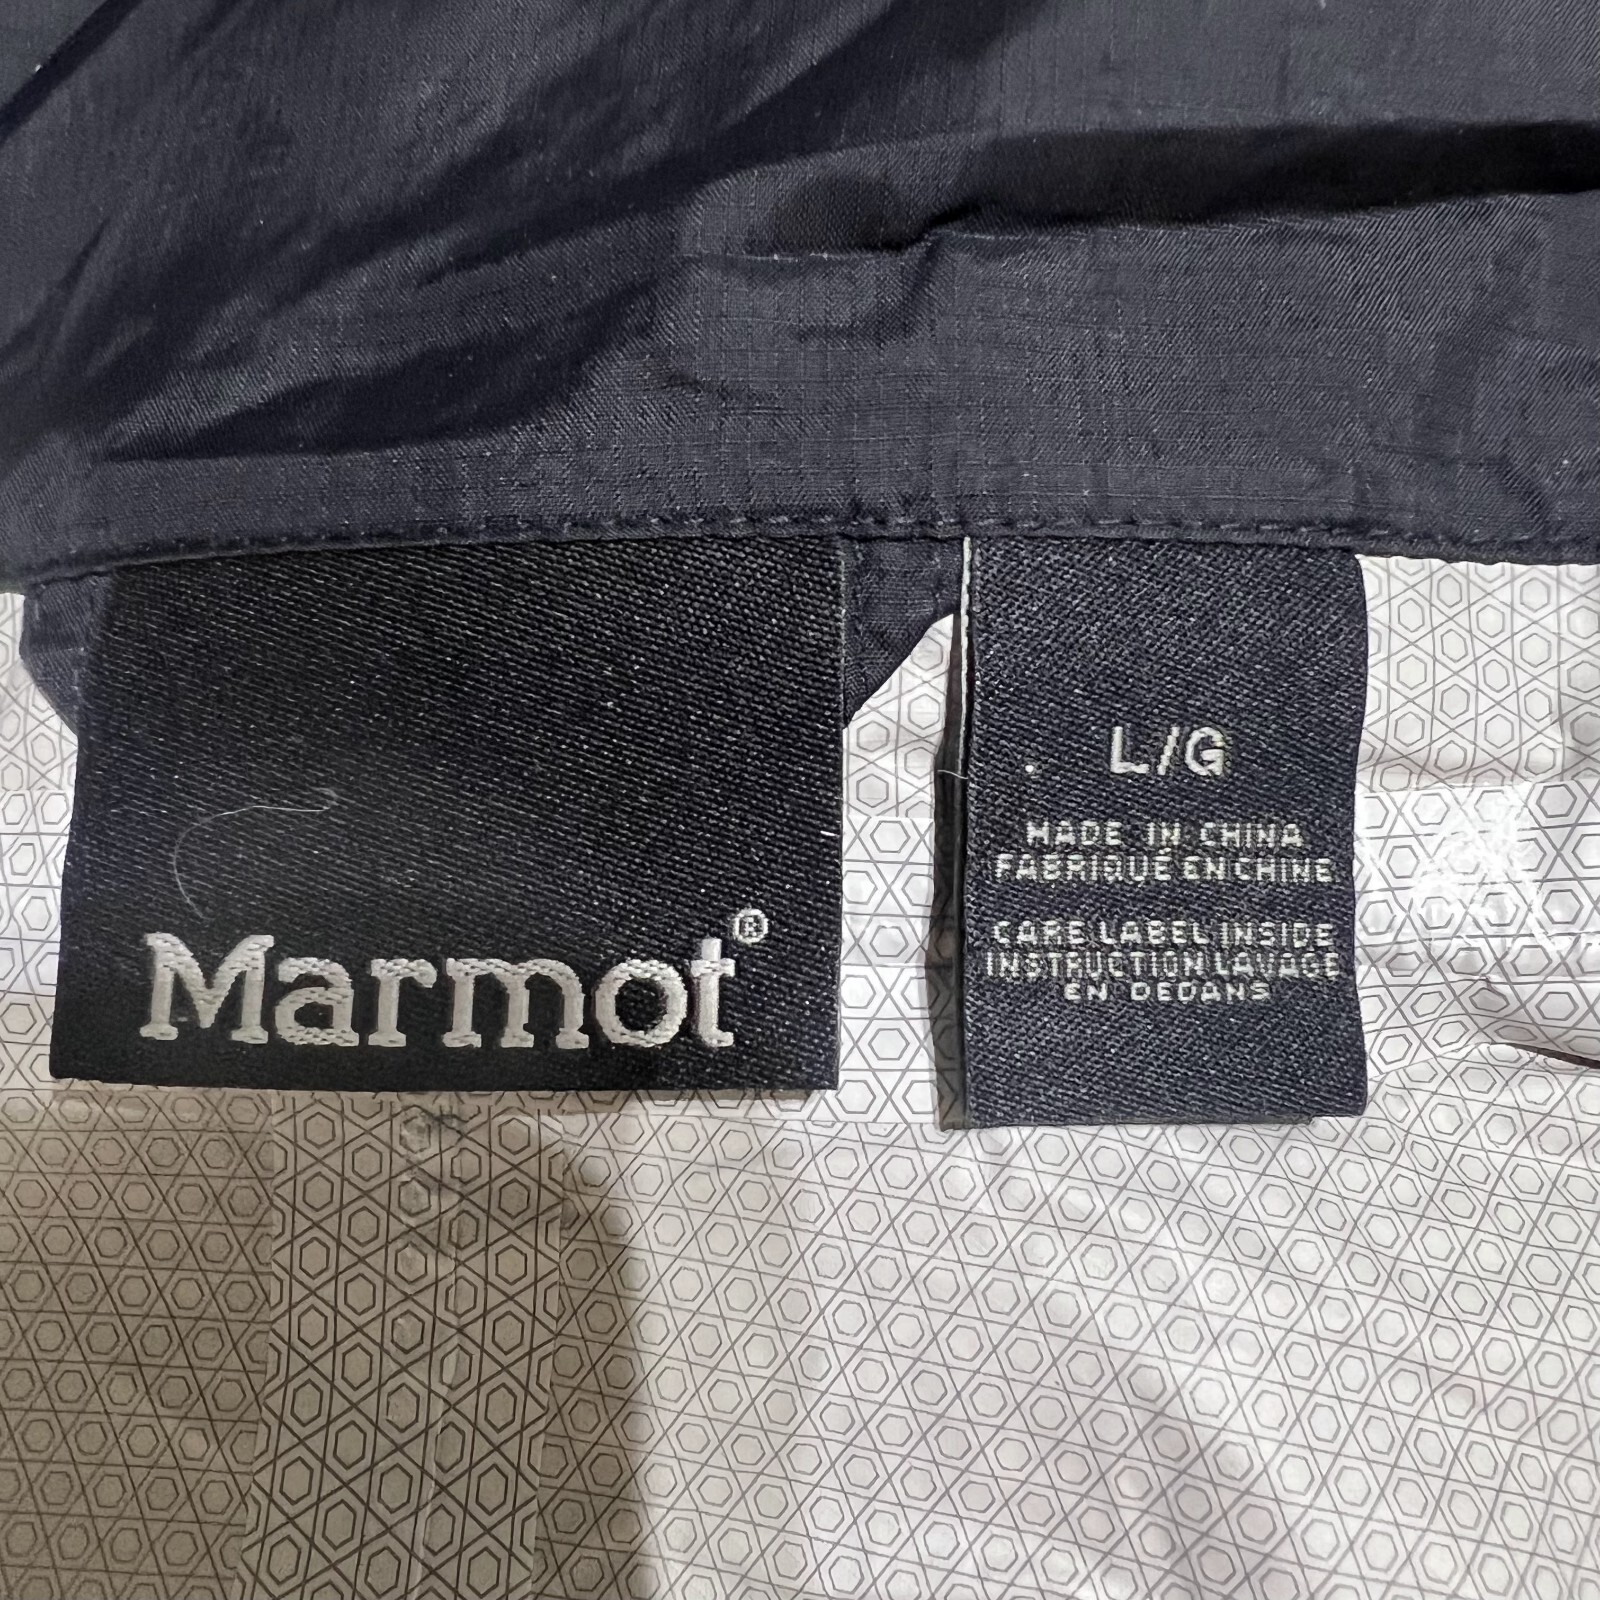 Marmot®
L/G
MADE IN CHINA
FABRIQUÉ EN CHINE
CARE LABEL INSIDE
INSTRUCTION LAVAGE
EN DEDANS